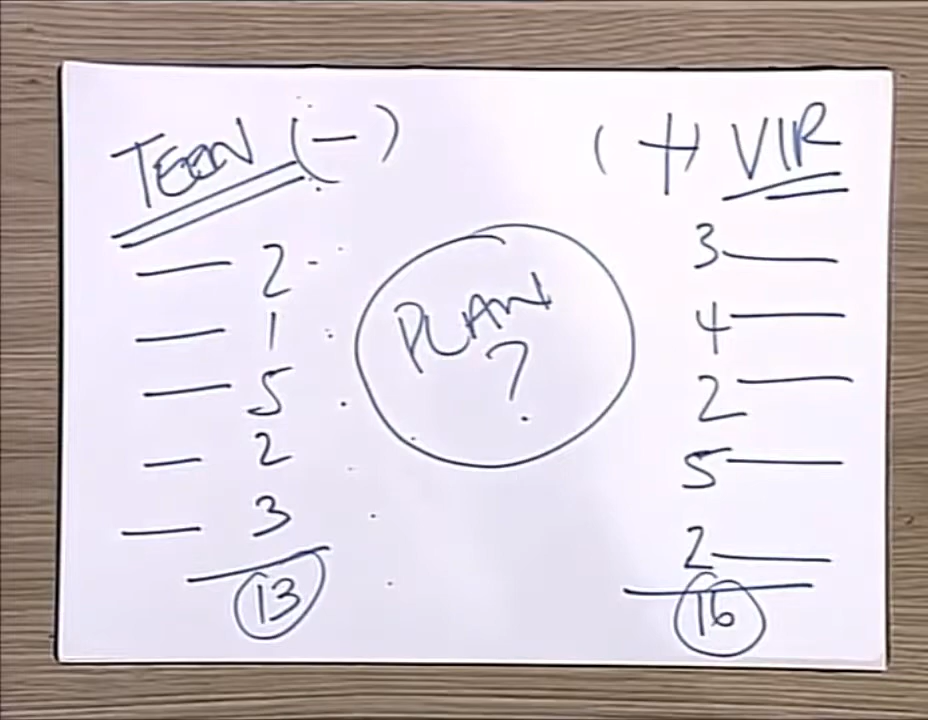 TEEN (-) (+) VIR
— 2 3 —
— 1 4 —
— 5 2 —
— 2 5 —
— 3 2 —
13 16
PLAN
?